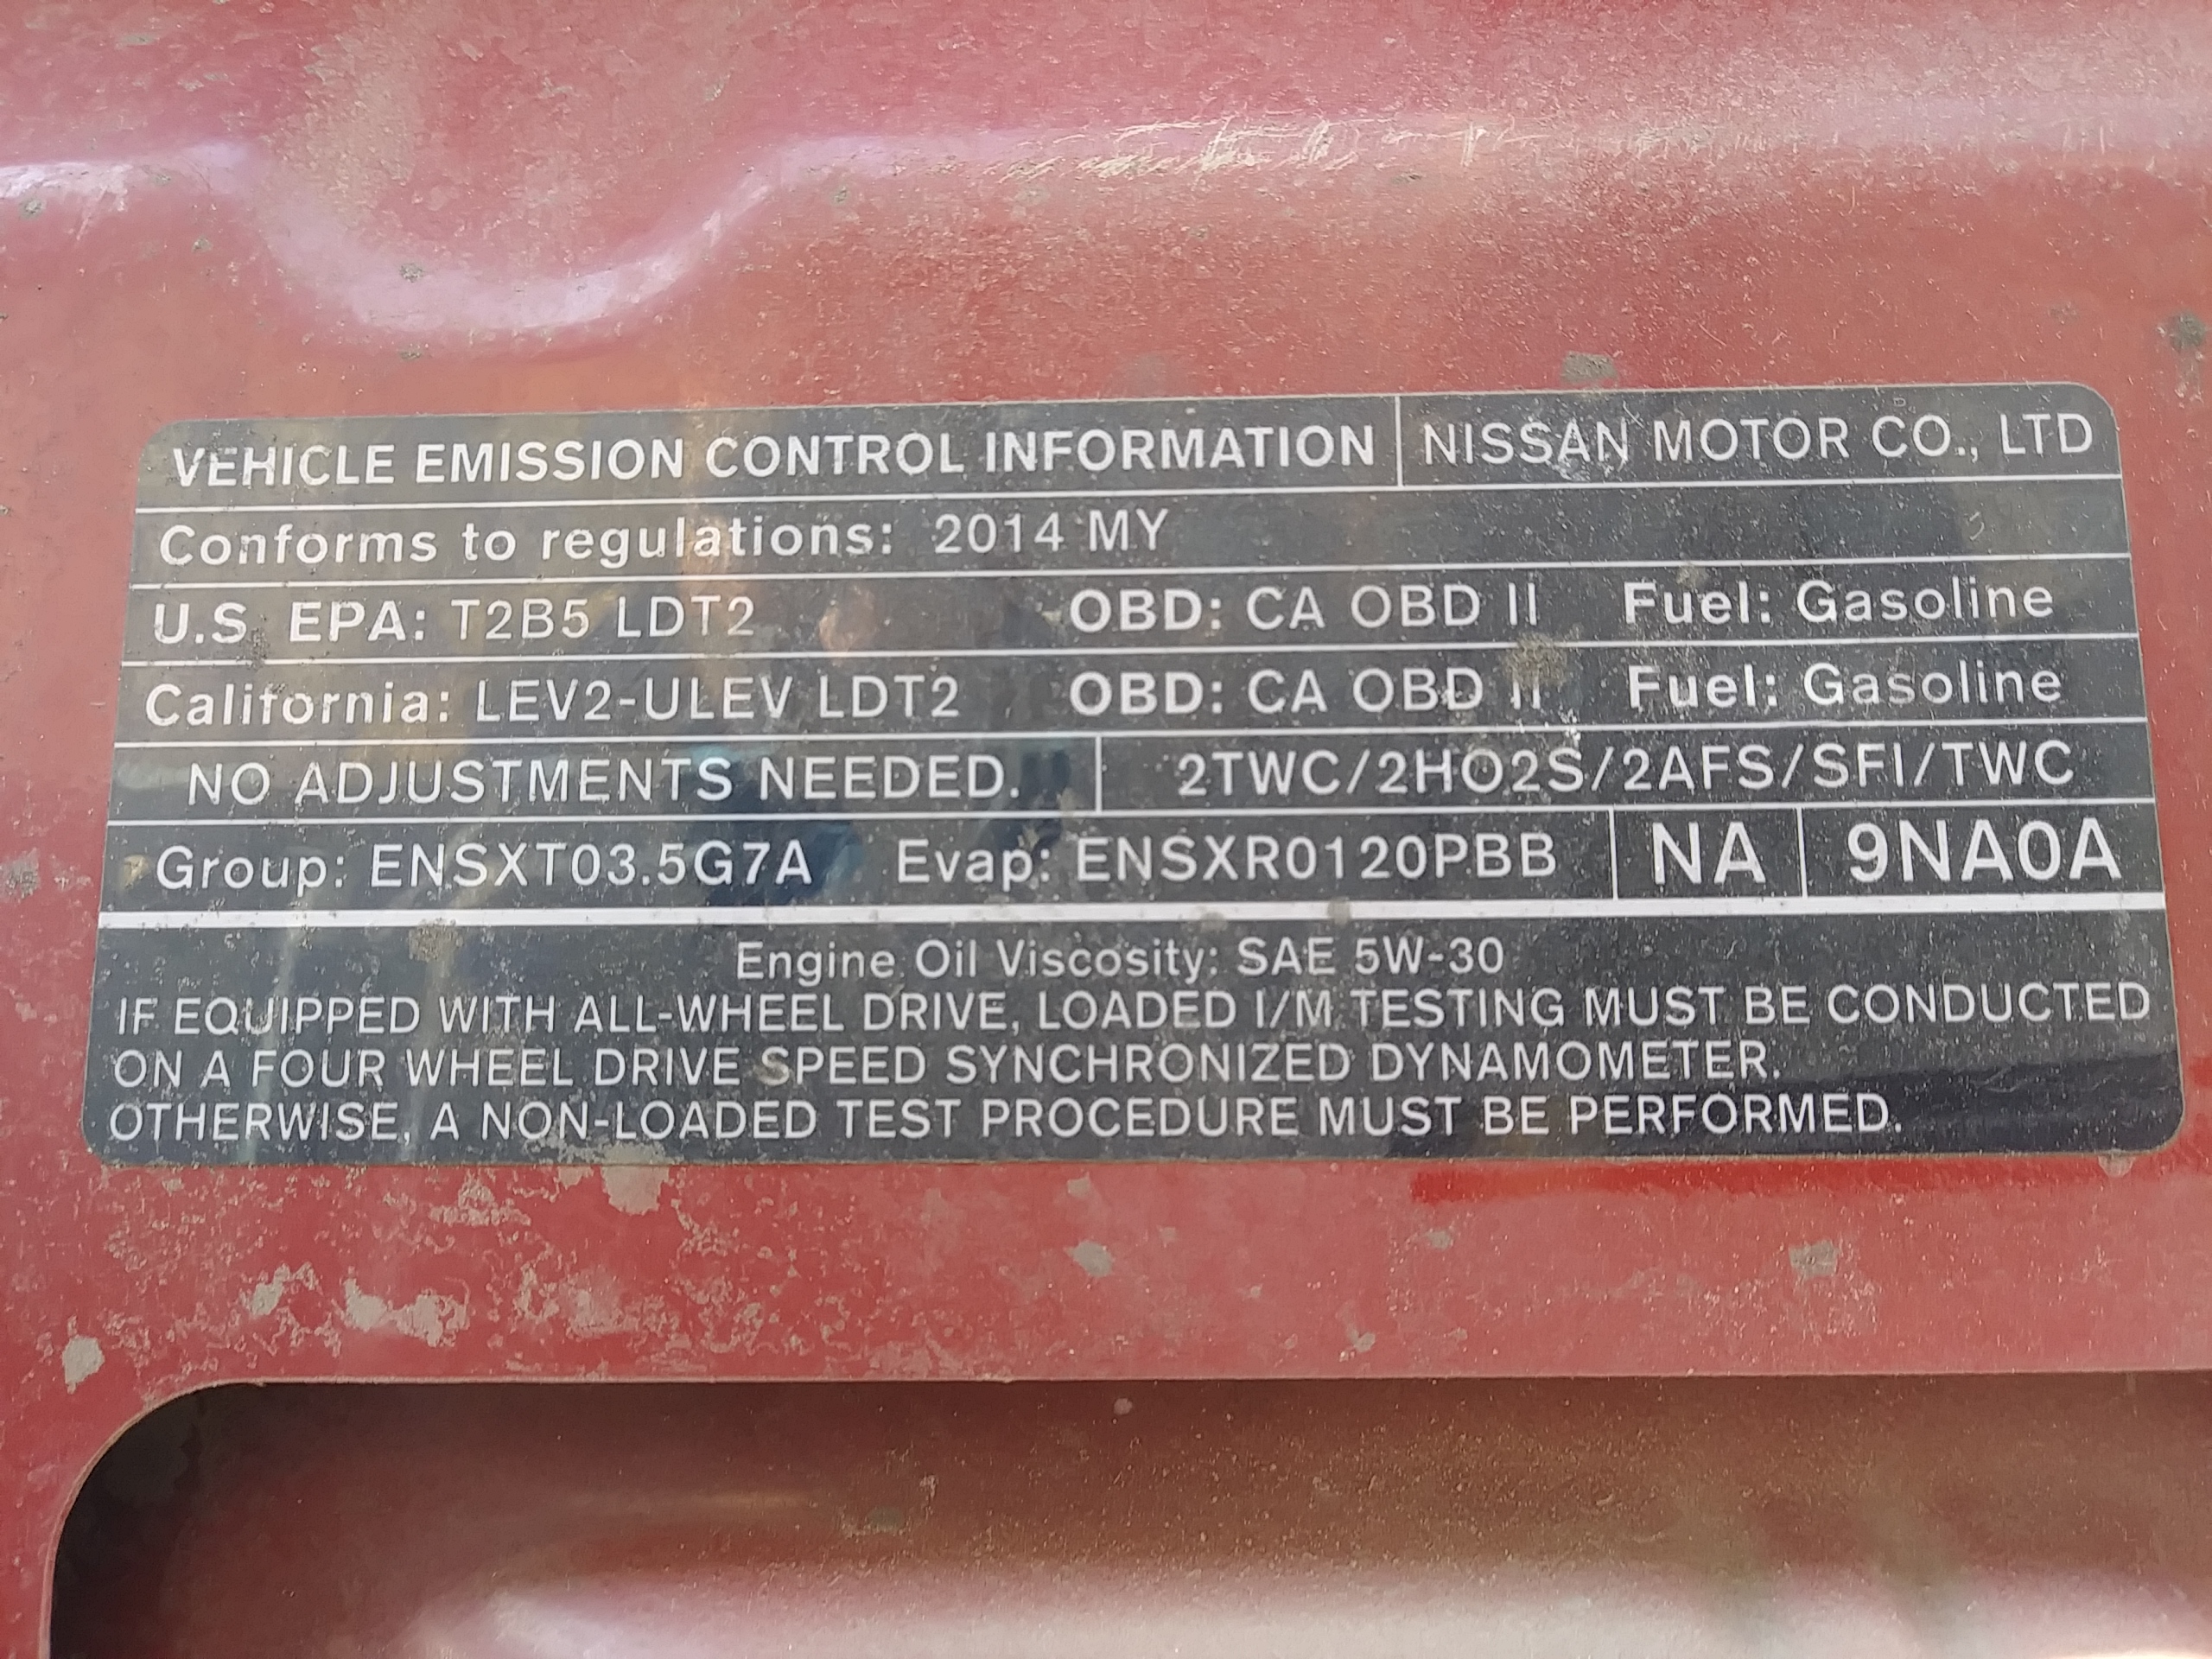 VEHICLE EMISSION CONTROL INFORMATION NISSAN MOTOR CO., LTD
Conforms to regulations: 2014 MY
U.S EPA: T2B5 LDT2 OBD: CA OBD II Fuel: Gasoline
California: LEV2-ULEV LDT2 OBD: CA OBD II Fuel: Gasoline
NO ADJUSTMENTS NEEDED. 2TWC/2HO2S/2AFS/SFI/TWC
Group: ENSXT03.5G7A Evap: ENSXR0120PBB NA 9NA0A
Engine Oil Viscosity: SAE 5W-30
IF EQUIPPED WITH ALL-WHEEL DRIVE, LOADED I/M TESTING MUST BE CONDUCTED
ON A FOUR WHEEL DRIVE SPEED SYNCHRONIZED DYNAMOMETER.
OTHERWISE, A NON-LOADED TEST PROCEDURE MUST BE PERFORMED.